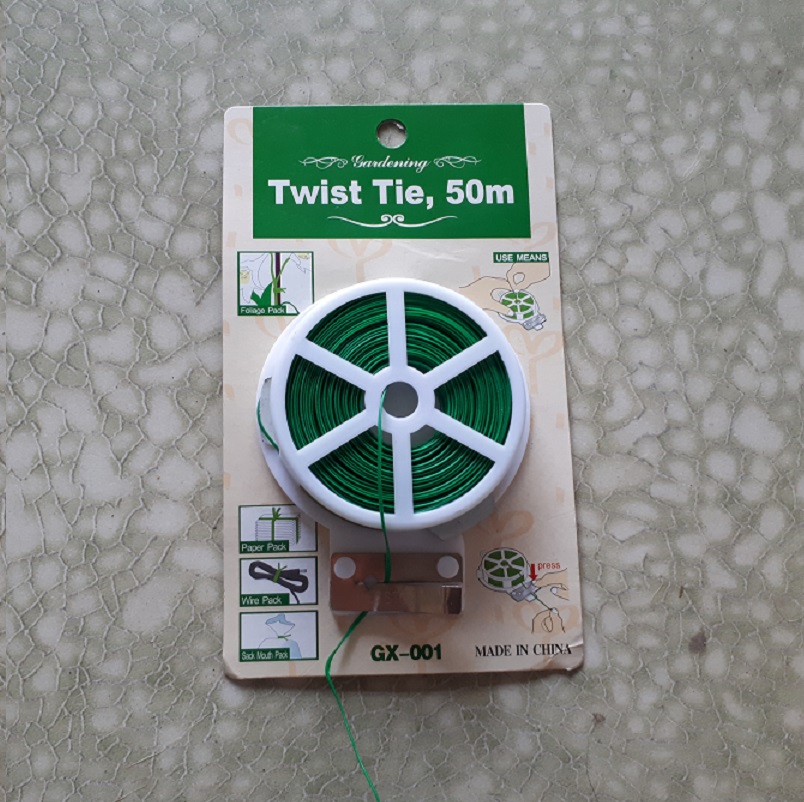 Gardening
Twist Tie, 50m
Foliage Pack
USE MEANS
Paper Pack
Wire Pack
press
Sack Mouth Pack
GX-001
MADE IN CHINA